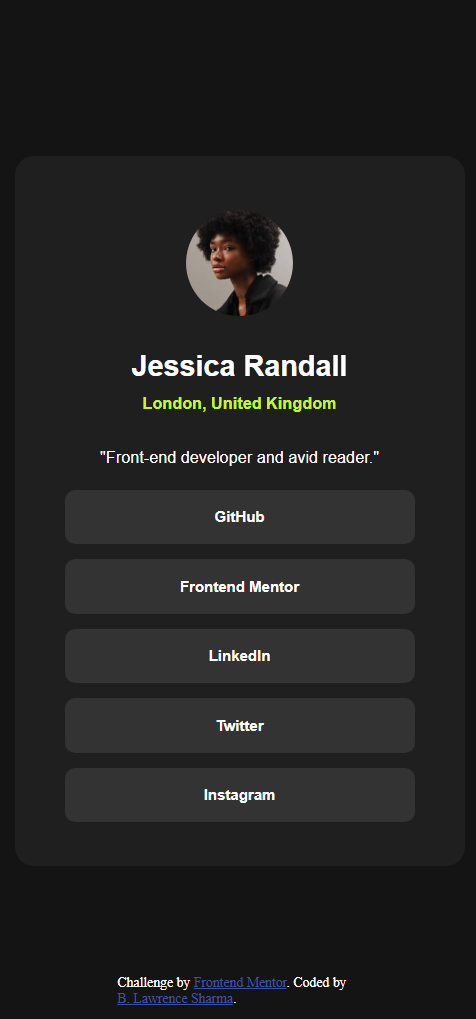 Jessica Randall
London, United Kingdom
"Front-end developer and avid reader."
GitHub
Frontend Mentor
LinkedIn
Twitter
Instagram
Challenge by Frontend Mentor. Coded by
B. Lawrence Sharma.